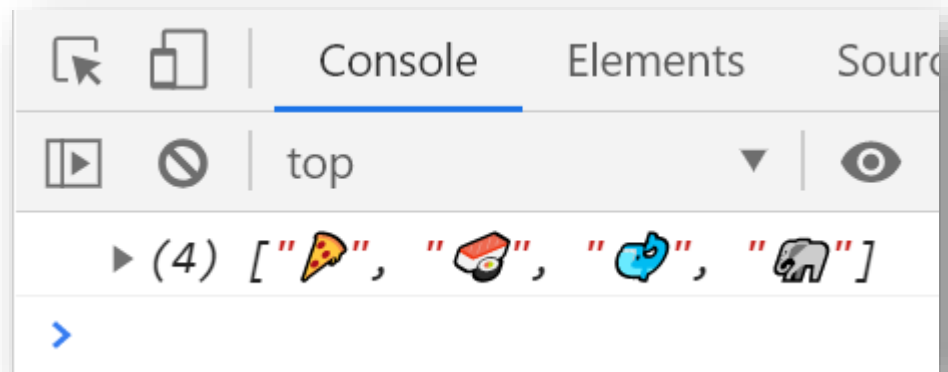 Console Elements Sourc
top
(4) ["🍕", "🍣", "🐳", "🐘"]